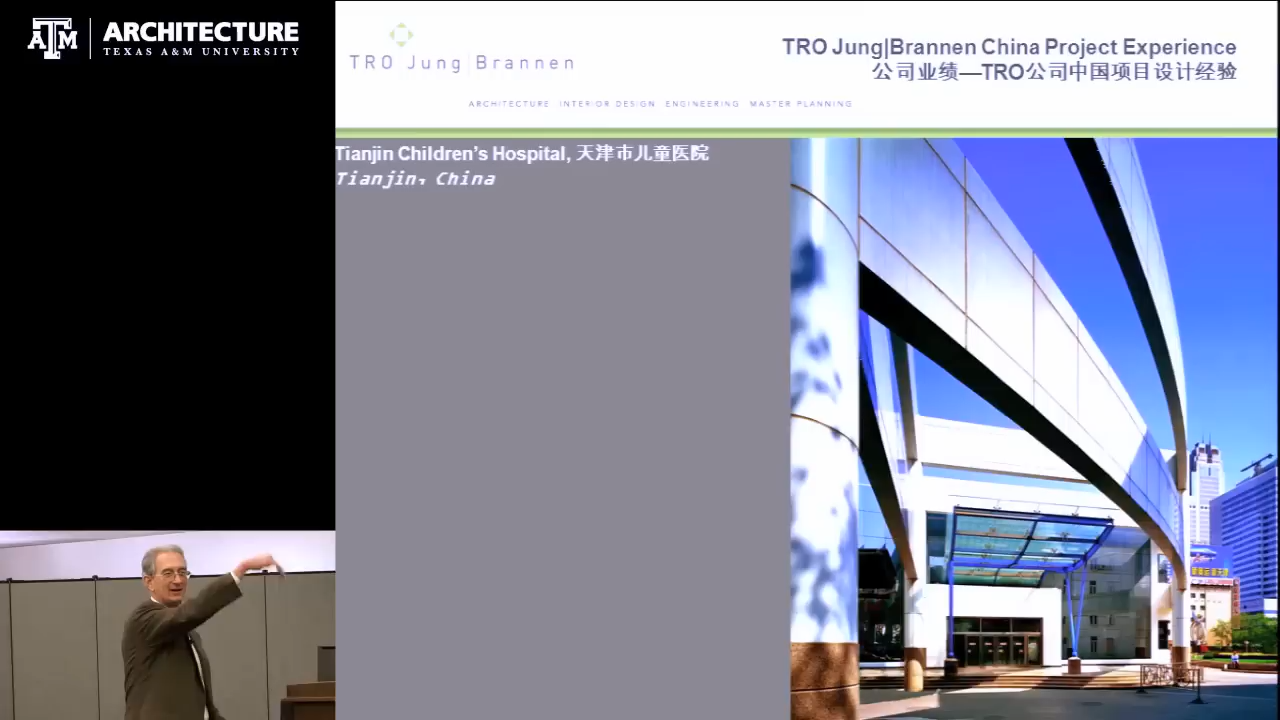 ATM
ARCHITECTURE
TEXAS A&M UNIVERSITY
TRO Jung|Brannen
TRO Jung|Brannen China Project Experience
公司业绩—TRO公司中国项目设计经验
ARCHITECTURE INTERIOR DESIGN ENGINEERING MASTER PLANNING
Tianjin Children's Hospital, 天津市儿童医院
Tianjin, China